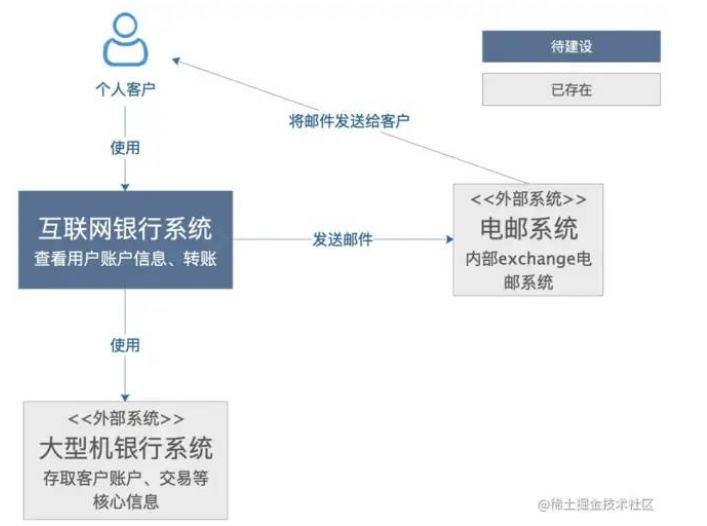 个人客户
待建设
已存在
将邮件发送给客户
使用
互联网银行系统
查看用户账户信息、转账
发送邮件
<<外部系统>>
电邮系统
内部exchange电
邮系统
使用
<<外部系统>>
大型机银行系统
存取客户账户、交易等
核心信息
@稀土掘金技术社区